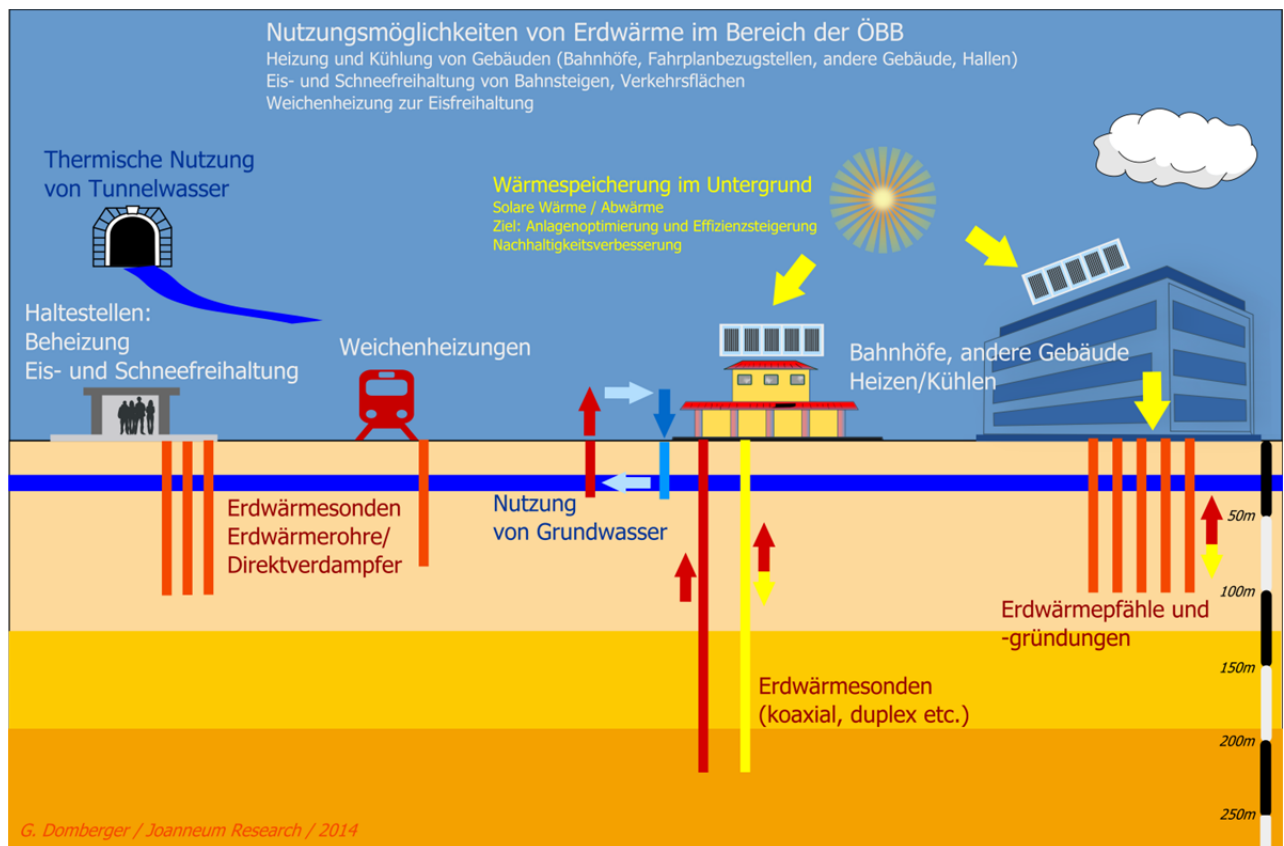 Nutzungsmöglichkeiten von Erdwärme im Bereich der ÖBB
Heizung und Kühlung von Gebäuden (Bahnhöfe, Fahrplanbezugstellen, andere Gebäude, Hallen)
Eis- und Schneefreihaltung von Bahnsteigen, Verkehrsflächen
Weichenheizung zur Eisfreihaltung
Thermische Nutzung
von Tunnelwasser
Wärmespeicherung im Untergrund
Solare Wärme / Abwärme
Ziel: Anlagenoptimierung und Effizienzsteigerung
Nachhaltigkeitsverbesserung
Haltestellen:
Beheizung
Eis- und Schneefreihaltung
Weichenheizungen
Bahnhöfe, andere Gebäude
Heizen/Kühlen
Erdwärmesonden
Erdwärmerohre/
Direktverdampfer
Nutzung
von Grundwasser
Erdwärmepfähle und
-gründungen
Erdwärmesonden
(koaxial, duplex etc.)
50m
100m
150m
200m
250m
G. Domberger / Joanneum Research / 2014